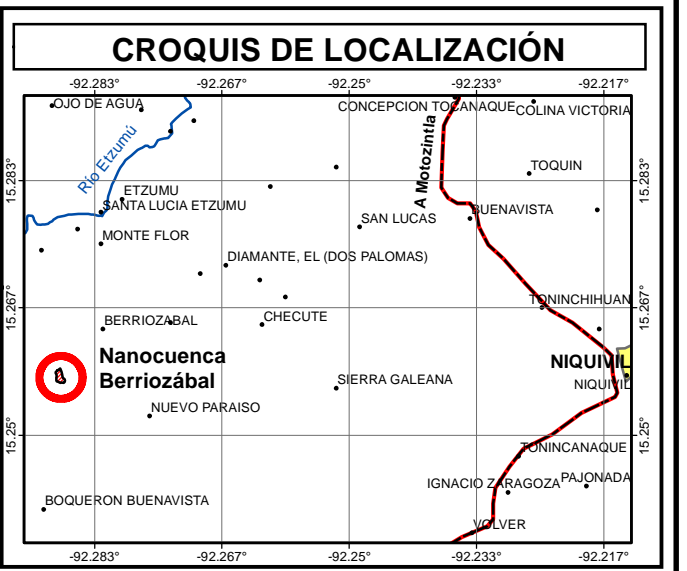 CROQUIS DE LOCALIZACIÓN
-92.283° -92.267° -92.25° -92.233° -92.217°
OJO DE AGUA
CONCEPCION TOCANAQUE
COLINA VICTORIA
A Motozintla
Río Etzumú
TOQUIN
15.283° 15.283°
ETZUMU
SANTA LUCIA ETZUMU
SAN LUCAS
BUENAVISTA
MONTE FLOR
DIAMANTE, EL (DOS PALOMAS)
15.267° 15.267°
TONINCHIHUAN
BERRIOZABAL
CHECUTE
Nanocuenca
Berriozábal
NIQUIVIL
SIERRA GALEANA
NIQUIVIL
NUEVO PARAISO
15.25° 15.25°
TONINCANAQUE
IGNACIO ZARAGOZA
PAJONADA
BOQUERON BUENAVISTA
VOLVER
-92.283° -92.267° -92.25° -92.233° -92.217°